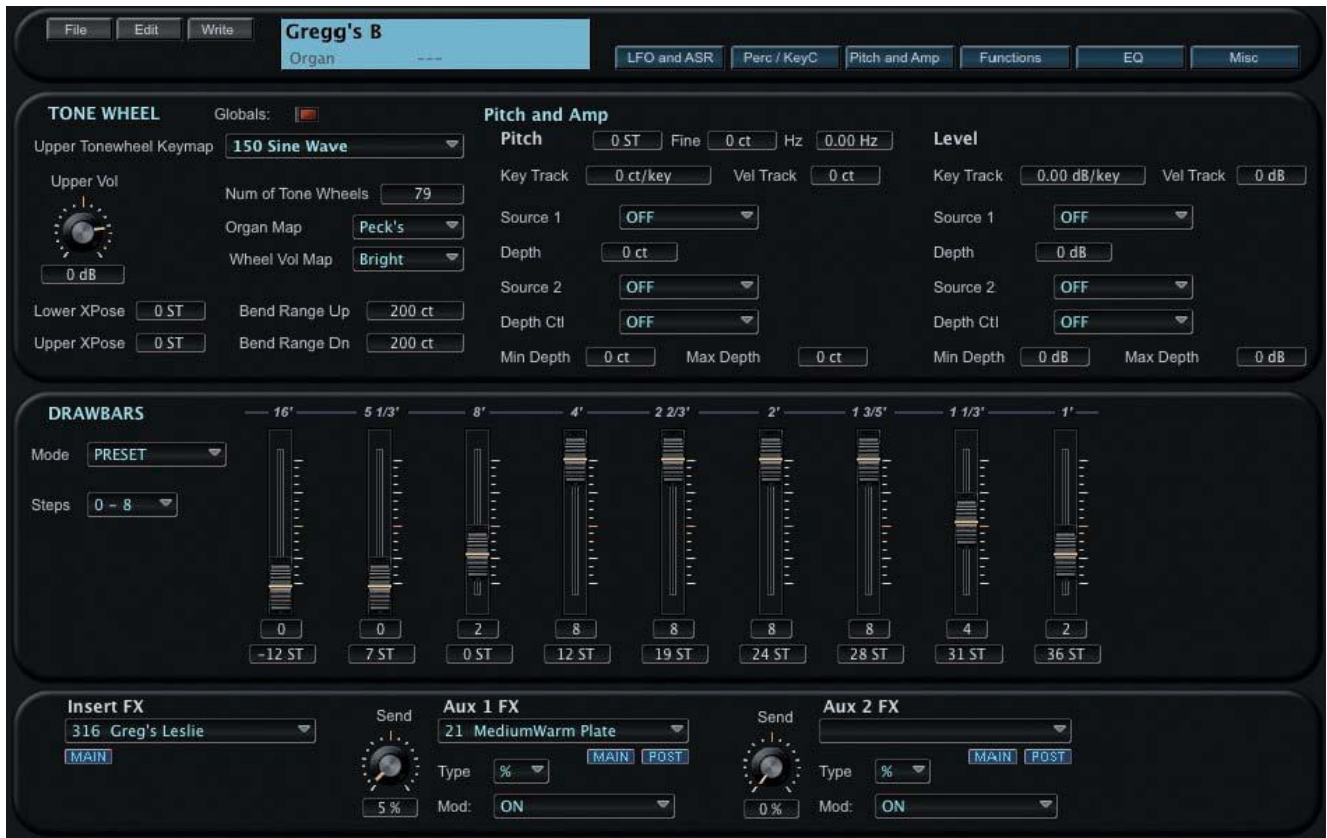 File Edit Write
Gregg's B
Organ ---
LFO and ASR Perc / KeyC Pitch and Amp Functions EQ Misc
TONE WHEEL Globals:
Upper Tonewheel Keymap 150 Sine Wave
Upper Vol
0 dB
Num of Tone Wheels 79
Organ Map Peck's
Wheel Vol Map Bright
Lower XPose 0 ST Bend Range Up 200 ct
Upper XPose 0 ST Bend Range Dn 200 ct
Pitch and Amp
Pitch 0 ST Fine 0 ct Hz 0.00 Hz
Key Track 0 ct/key Vel Track 0 ct
Source 1 OFF
Depth 0 ct
Source 2 OFF
Depth Ctl OFF
Min Depth 0 ct Max Depth 0 ct
Level
Key Track 0.00 dB/key Vel Track 0 dB
Source 1 OFF
Depth 0 dB
Source 2 OFF
Depth Ctl OFF
Min Depth 0 dB Max Depth 0 dB
DRAWBARS
16' 5 1/3' 8' 4' 2 2/3' 2' 1 3/5' 1 1/3' 1'
Mode PRESET
Steps 0 – 8
0 0 2 8 8 8 8 4 2
-12 ST 7 ST 0 ST 12 ST 19 ST 24 ST 28 ST 31 ST 36 ST
Insert FX
316 Greg's Leslie
MAIN
Send
5 %
Aux 1 FX
21 MediumWarm Plate
MAIN POST
Type %
Mod: ON
Send
0 %
Aux 2 FX
MAIN POST
Type %
Mod: ON